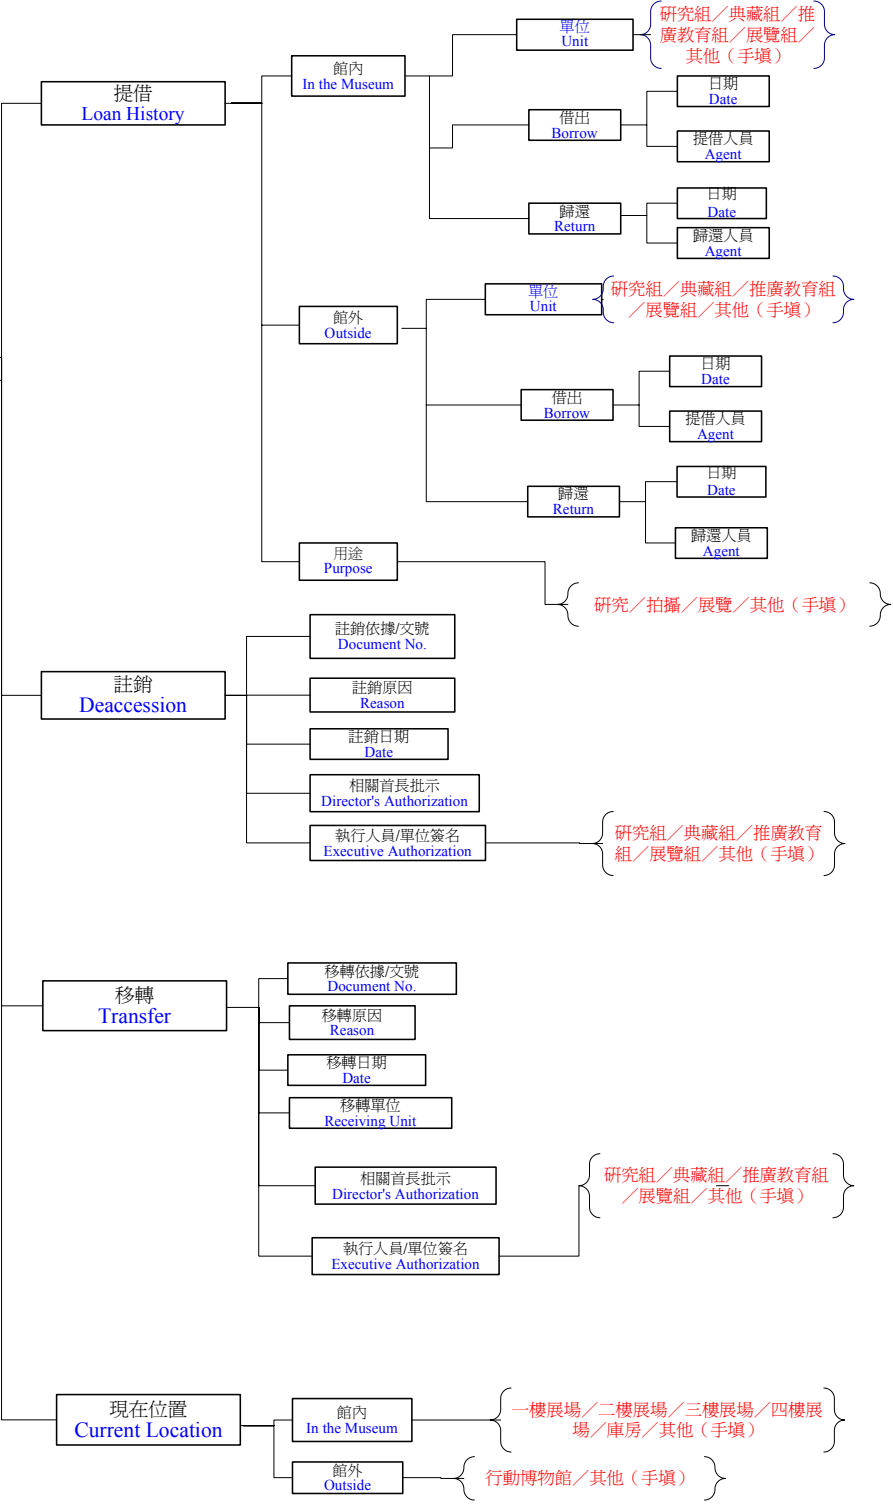 提借
Loan History
館內
In the Museum
單位
Unit
研究組／典藏組／推
廣教育組／展覽組／
其他（手塡）
借出
Borrow
日期
Date
提借人員
Agent
歸還
Return
日期
Date
歸還人員
Agent
館外
Outside
單位
Unit
研究組／典藏組／推廣教育組
／展覽組／其他（手塡）
借出
Borrow
日期
Date
提借人員
Agent
歸還
Return
日期
Date
歸還人員
Agent
用途
Purpose
研究／拍攝／展覽／其他（手塡）
註銷
Deaccession
註銷依據/文號
Document No.
註銷原因
Reason
註銷日期
Date
相關首長批示
Director's Authorization
執行人員/單位簽名
Executive Authorization
研究組／典藏組／推廣教育
組／展覽組／其他（手塡）
移轉
Transfer
移轉依據/文號
Document No.
移轉原因
Reason
移轉日期
Date
移轉單位
Receiving Unit
相關首長批示
Director's Authorization
執行人員/單位簽名
Executive Authorization
研究組／典藏組／推廣教育組
／展覽組／其他（手塡）
現在位置
Current Location
館內
In the Museum
一樓展場／二樓展場／三樓展場／四樓展
場／庫房／其他（手塡）
館外
Outside
行動博物館／其他（手塡）